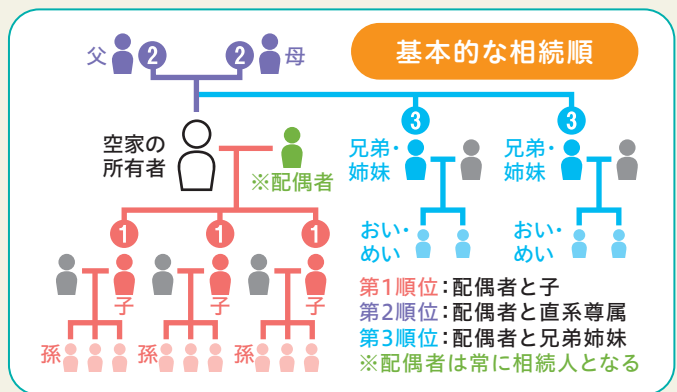 基本的な相続順
父
2
2
母
空家の
所有者
※配偶者
3
兄弟・
姉妹
3
兄弟・
姉妹
おい・
めい
おい・
めい
1
1
1
子
子
子
孫
孫
孫
第1順位：配偶者と子
第2順位：配偶者と直系尊属
第3順位：配偶者と兄弟姉妹
※配偶者は常に相続人となる